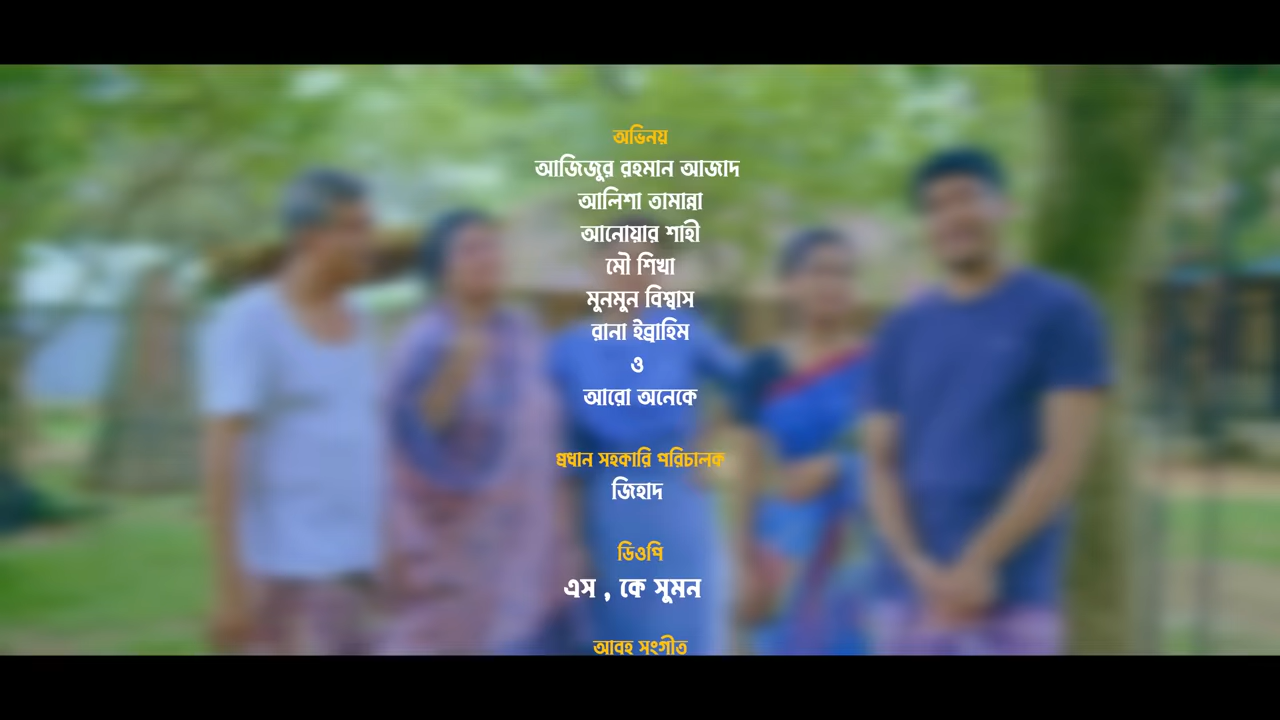 অভিনয়
আজিজুর রহমান আজাদ
আলিশা তামান্না
আনোয়ার শাহী
মৌ শিখা
মুনমুন বিশ্বাস
রানা ইব্রাহিম
ও
আরো অনেকে
প্রধান সহকারি পরিচালক
জিহাদ
ডিওপি
এস , কে সুমন
আবহ সংগীত